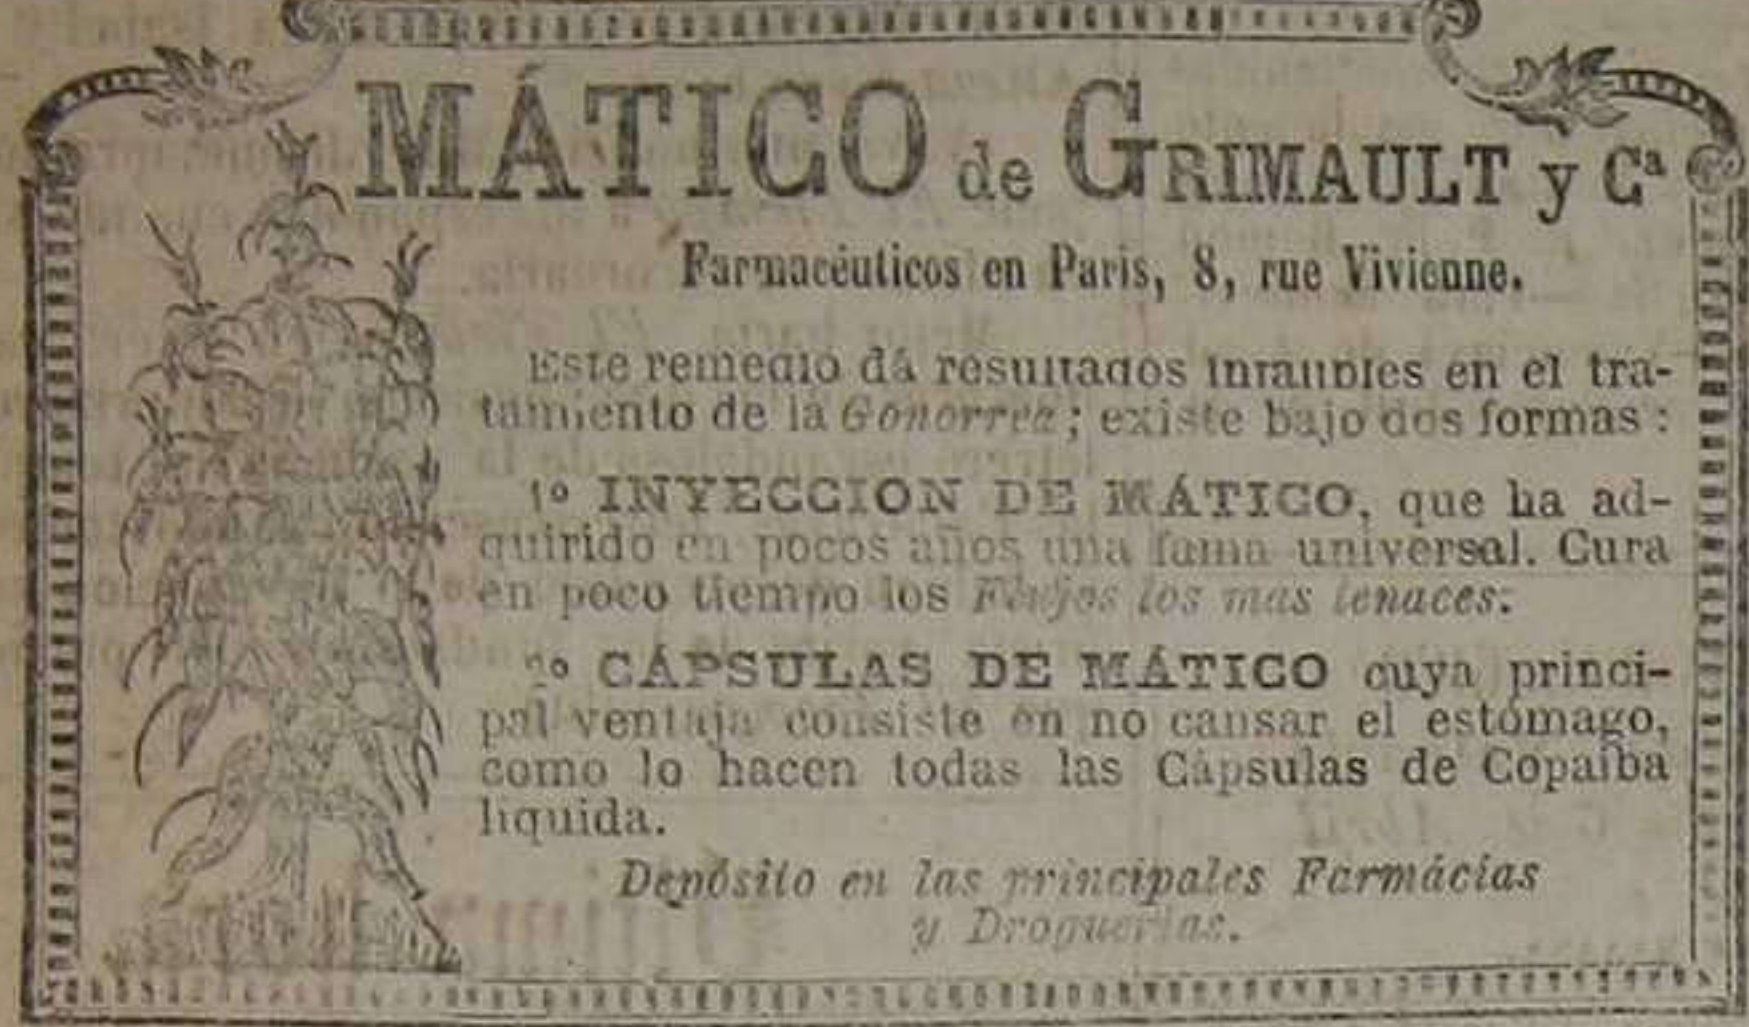 MÁTICO de GRIMAULT y Cª
Farmacéuticos en Paris, 8, rue Vivienne.
Este remedio dá resultados infalibles en el tra-
tamiento de la Gonorrea ; existe bajo dos formas :
1º INYECCION DE MÁTICO, que ha ad-
quirido en pocos años una fama universal. Cura
en poco tiempo los Flujos los mas tenaces.
2º CÁPSULAS DE MÁTICO cuya princi-
pal ventaja consiste en no cansar el estómago,
como lo hacen todas las Cápsulas de Copaiba
liquida.
Depósito en las principales Farmácias
y Droguerias.